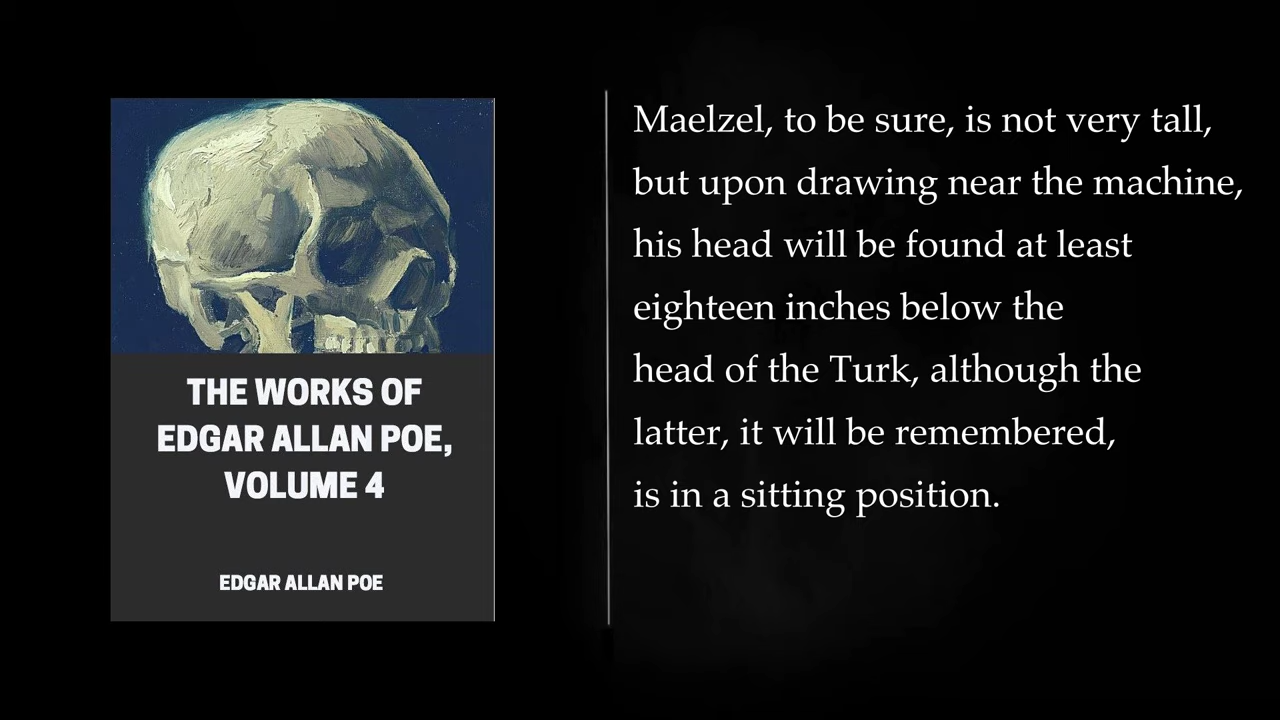 THE WORKS OF
EDGAR ALLAN POE,
VOLUME 4
EDGAR ALLAN POE
Maelzel, to be sure, is not very tall,
but upon drawing near the machine,
his head will be found at least
eighteen inches below the
head of the Turk, although the
latter, it will be remembered,
is in a sitting position.